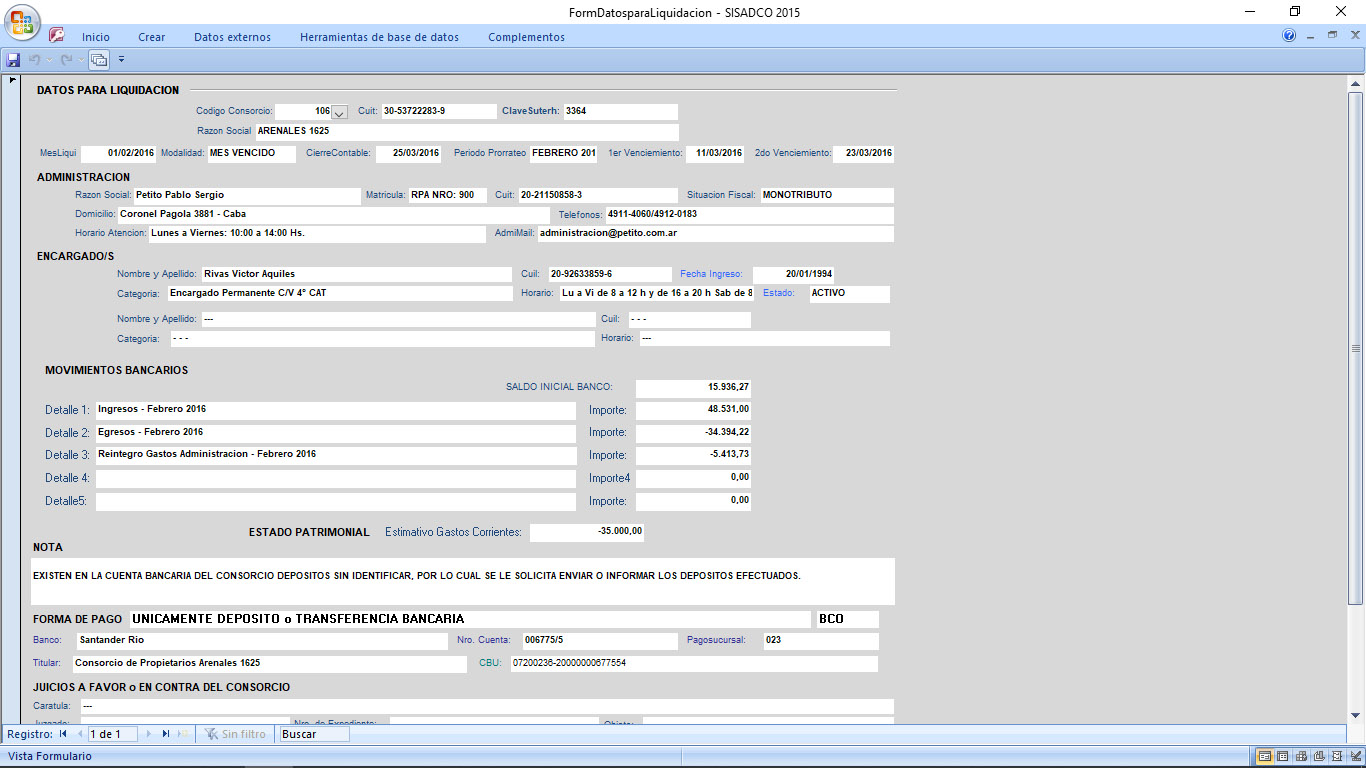 FormDatosparaLiquidacion - SISADCO 2015
Inicio Crear Datos externos Herramientas de base de datos Complementos
DATOS PARA LIQUIDACION
Codigo Consorcio: 106 Cuit: 30-53722283-9 ClaveSuterh: 3364
Razon Social ARENALES 1625
MesLiqui 01/02/2016 Modalidad: MES VENCIDO CierreContable: 25/03/2016 Periodo Prorrateo FEBRERO 201 1er Venciemiento: 11/03/2016 2do Venciemiento: 23/03/2016
ADMINISTRACION
Razon Social: Petito Pablo Sergio Matricula: RPA NRO: 900 Cuit: 20-21150858-3 Situacion Fiscal: MONOTRIBUTO
Domicilio: Coronel Pagola 3881 - Caba Telefonos: 4911-4060/4912-0183
Horario Atencion: Lunes a Viernes: 10:00 a 14:00 Hs. AdmiMail: administracion@petito.com.ar
ENCARGADO/S
Nombre y Apellido: Rivas Victor Aquiles Cuil: 20-92633859-6 Fecha Ingreso: 20/01/1994
Categoria: Encargado Permanente C/V 4° CAT Horario: Lu a Vi de 8 a 12 h y de 16 a 20 h Sab de 8 Estado: ACTIVO
Nombre y Apellido: --- Cuil: - - -
Categoria: - - - Horario: ---
MOVIMIENTOS BANCARIOS
SALDO INICIAL BANCO: 15.936,27
Detalle 1: Ingresos - Febrero 2016 Importe: 48.531,00
Detalle 2: Egresos - Febrero 2016 Importe: -34.394,22
Detalle 3: Reintegro Gastos Administracion - Febrero 2016 Importe: -5.413,73
Detalle 4: Importe4 0,00
Detalle5: Importe: 0,00
ESTADO PATRIMONIAL Estimativo Gastos Corrientes: -35.000,00
NOTA
EXISTEN EN LA CUENTA BANCARIA DEL CONSORCIO DEPOSITOS SIN IDENTIFICAR, POR LO CUAL SE LE SOLICITA ENVIAR O INFORMAR LOS DEPOSITOS EFECTUADOS.
FORMA DE PAGO UNICAMENTE DEPOSITO o TRANSFERENCIA BANCARIA BCO
Banco: Santander Rio Nro. Cuenta: 006775/5 Pagosucursal: 023
Titular: Consorcio de Propietarios Arenales 1625 CBU: 07200236-20000000677554
JUICIOS A FAVOR o EN CONTRA DEL CONSORCIO
Caratula: ---
Juzgado: Nro. de Expediente: Objeto:
Registro: 1 de 1 Sin filtro Buscar
Vista Formulario